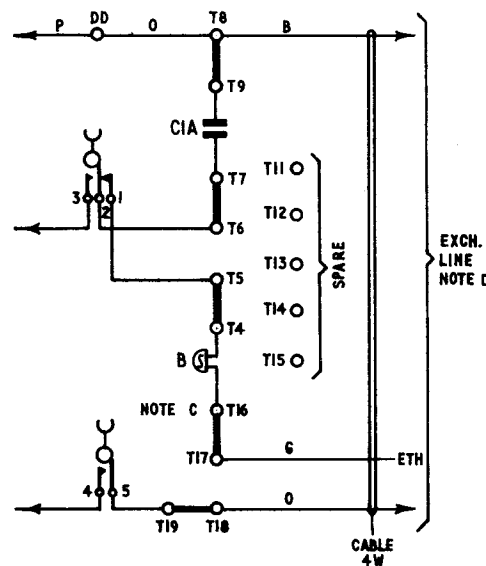 P DD O T8 B
T9
C1A
T7 T11
3 2 1
T12
T6
T13
T5
T14
T4
B T15
SPARE
EXCH.
LINE
NOTE D
NOTE C T16
T17 G ETH
4 5 O
T19 T18
CABLE
4W